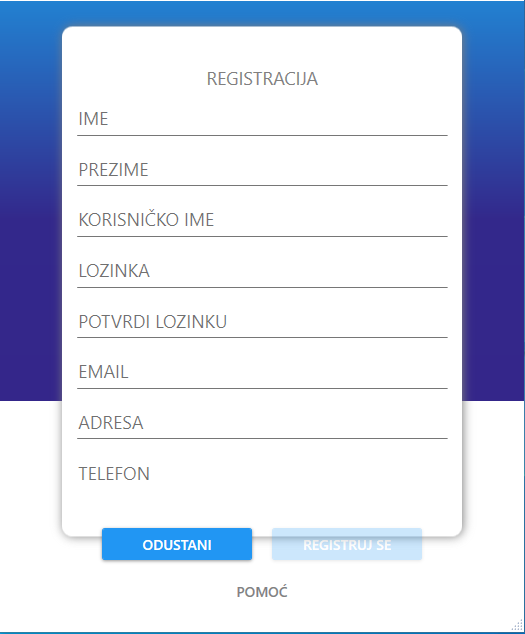 REGISTRACIJA
IME
PREZIME
KORISNIČKO IME
LOZINKA
POTVRDI LOZINKU
EMAIL
ADRESA
TELEFON
ODUSTANI REGISTRUJ SE
POMOĆ